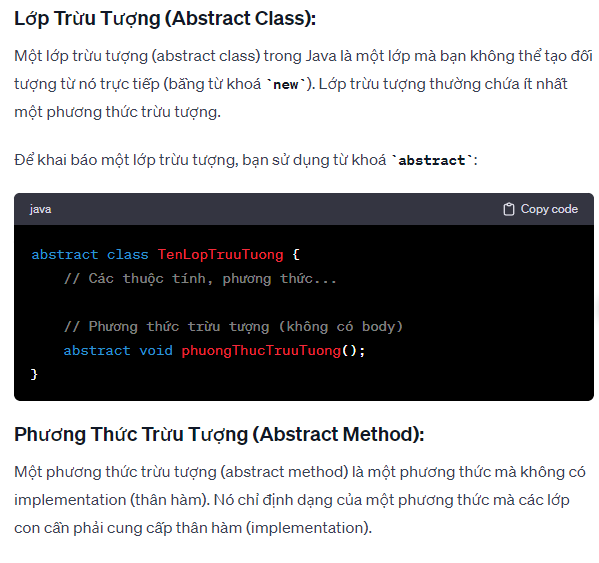 Lớp Trừu Tượng (Abstract Class):
Một lớp trừu tượng (abstract class) trong Java là một lớp mà bạn không thể tạo đối
tượng từ nó trực tiếp (bằng từ khoá `new`). Lớp trừu tượng thường chứa ít nhất
một phương thức trừu tượng.
Để khai báo một lớp trừu tượng, bạn sử dụng từ khoá `abstract`:
java Copy code
abstract class TenLopTruuTuong {
// Các thuộc tính, phương thức...
// Phương thức trừu tượng (không có body)
abstract void phuongThucTruuTuong();
}
Phương Thức Trừu Tượng (Abstract Method):
Một phương thức trừu tượng (abstract method) là một phương thức mà không có
implementation (thân hàm). Nó chỉ định dạng của một phương thức mà các lớp
con cần phải cung cấp thân hàm (implementation).